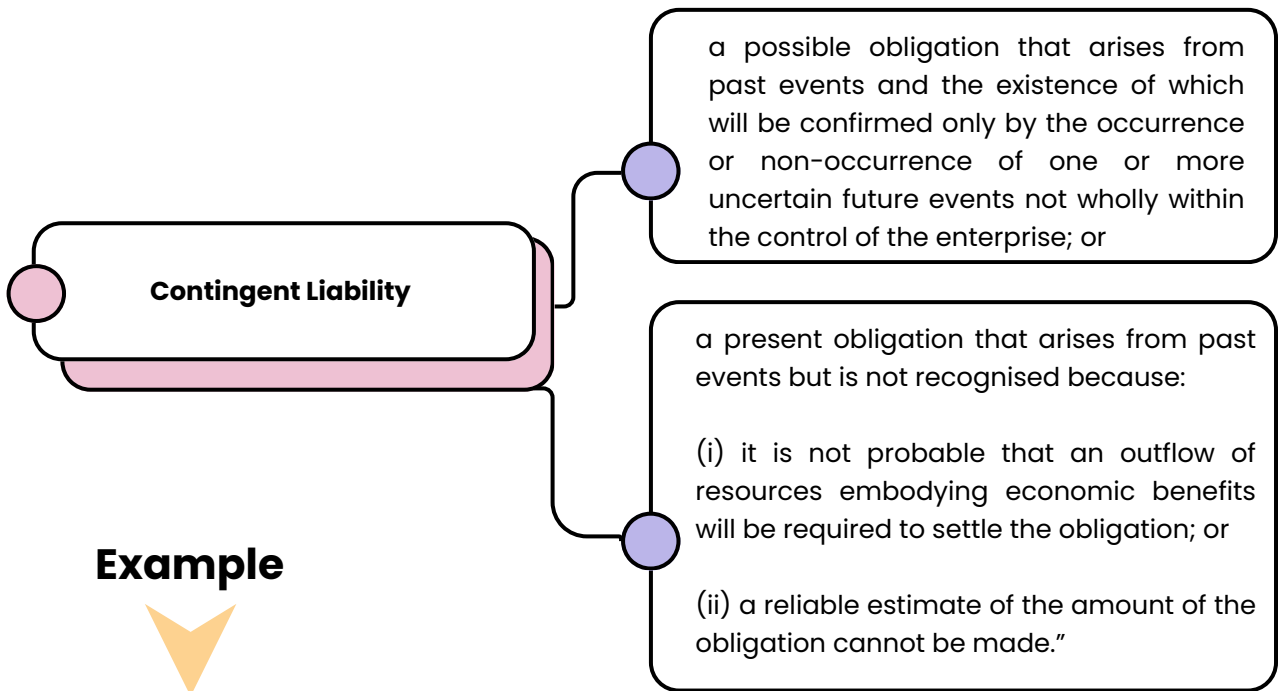 a possible obligation that arises from
past events and the existence of which
will be confirmed only by the occurrence
or non-occurrence of one or more
uncertain future events not wholly within
the control of the enterprise; or
Contingent Liability
a present obligation that arises from past
events but is not recognised because:
(i) it is not probable that an outflow of
resources embodying economic benefits
will be required to settle the obligation; or
(ii) a reliable estimate of the amount of the
obligation cannot be made.”
Example